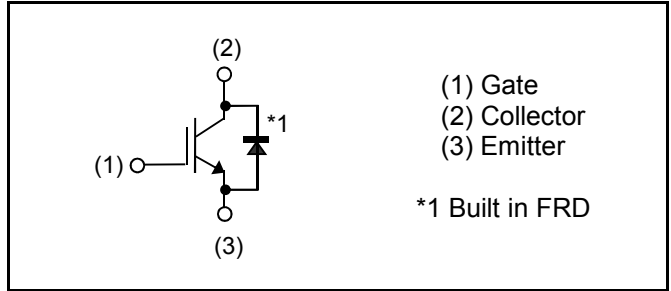 (2)
*1
(1)
(3)
(1) Gate
(2) Collector
(3) Emitter
*1 Built in FRD